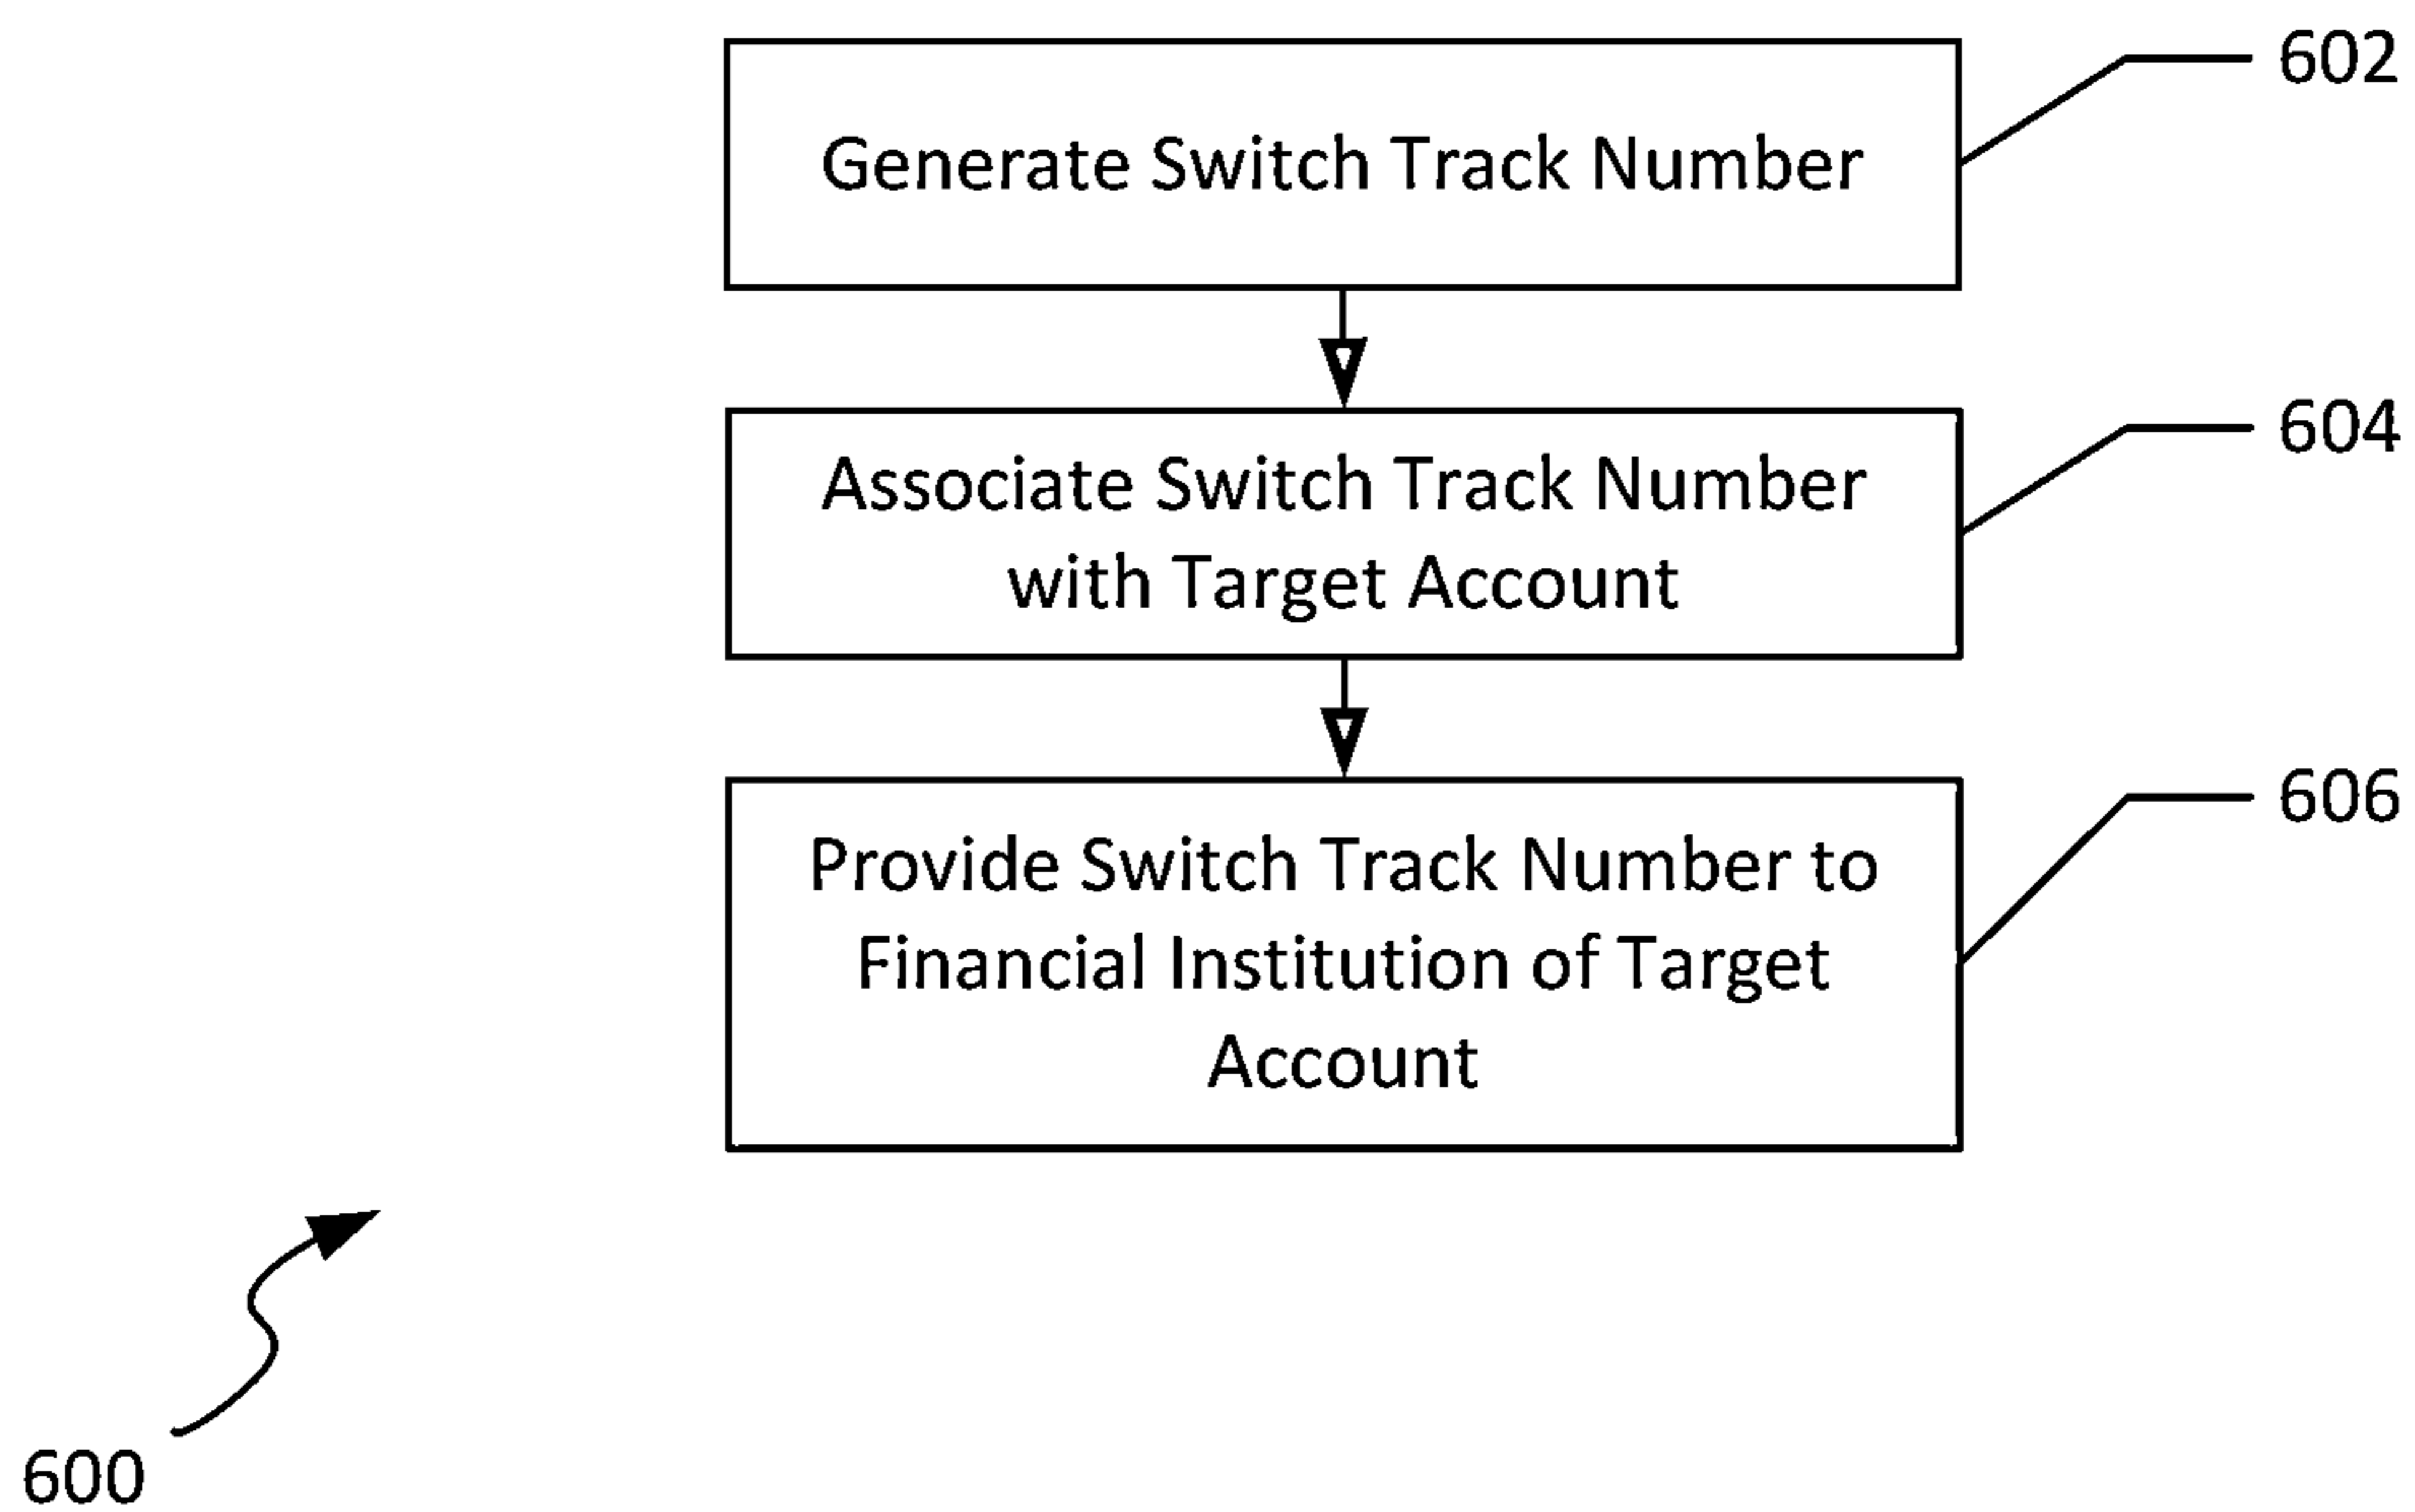 602
Generate Switch Track Number
604
Associate Switch Track Number
with Target Account
606
Provide Switch Track Number to
Financial Institution of Target
Account
600